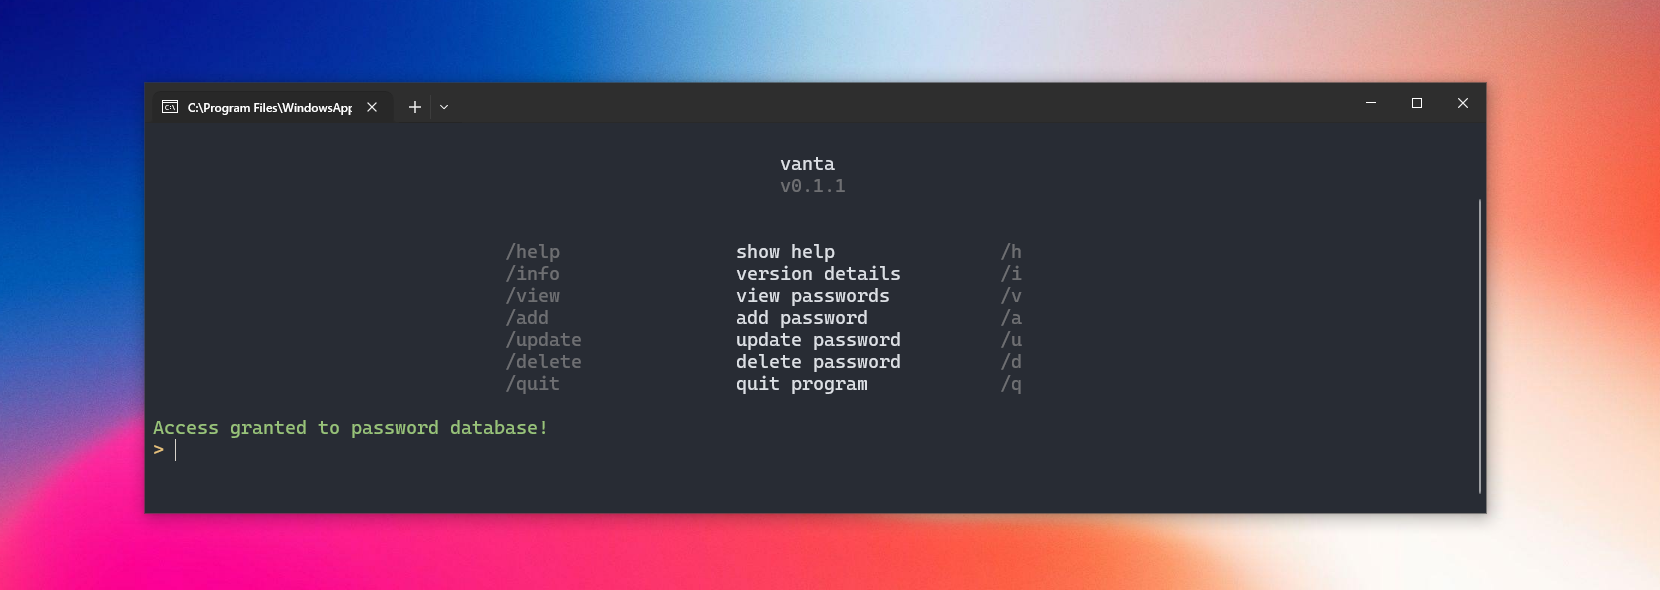 C:\Program Files\WindowsApp
vanta
v0.1.1
/help show help /h
/info version details /i
/view view passwords /v
/add add password /a
/update update password /u
/delete delete password /d
/quit quit program /q
Access granted to password database!
>